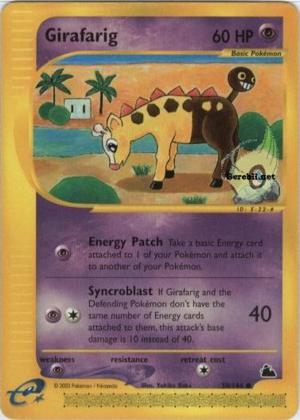 Girafarig 60 HP
Basic Pokémon
Serebii.net
Energy Patch Take a basic Energy card
attached to 1 of your Pokémon and attach it
to another of your Pokémon.
Syncroblast If Girafarig and the
Defending Pokémon don't have
the same number of Energy cards
attached to them, this attack's base
damage is 10 instead of 40.
40
weakness resistance retreat cost
© 2003 Pokémon / Nintendo